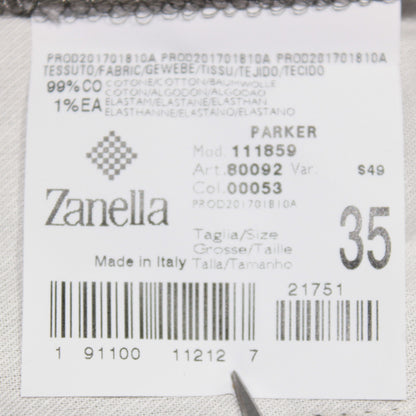 PROD201701810A PROD201701810A PROD201701810A
TESSUTO/FABRIC/GEWEBE/TISSU/TEJIDO/TECIDO
99% CO COTONE/COTTON/BAUMWOLLE
COTON/ALGODON/ALGODAO
1% EA ELASTAM/ELASTANE/ELASTHAN
ELASTHANNE/ELASTANO/ELASTANO
PARKER
Mod. 111859
Art. 80092 Var. $49
Col. 00053
PROD201701810A
Zanella
Made in Italy
Taglia/Size
Grosse/Taille
Talla/Tamanho
35
21751
1 91100 11212 7